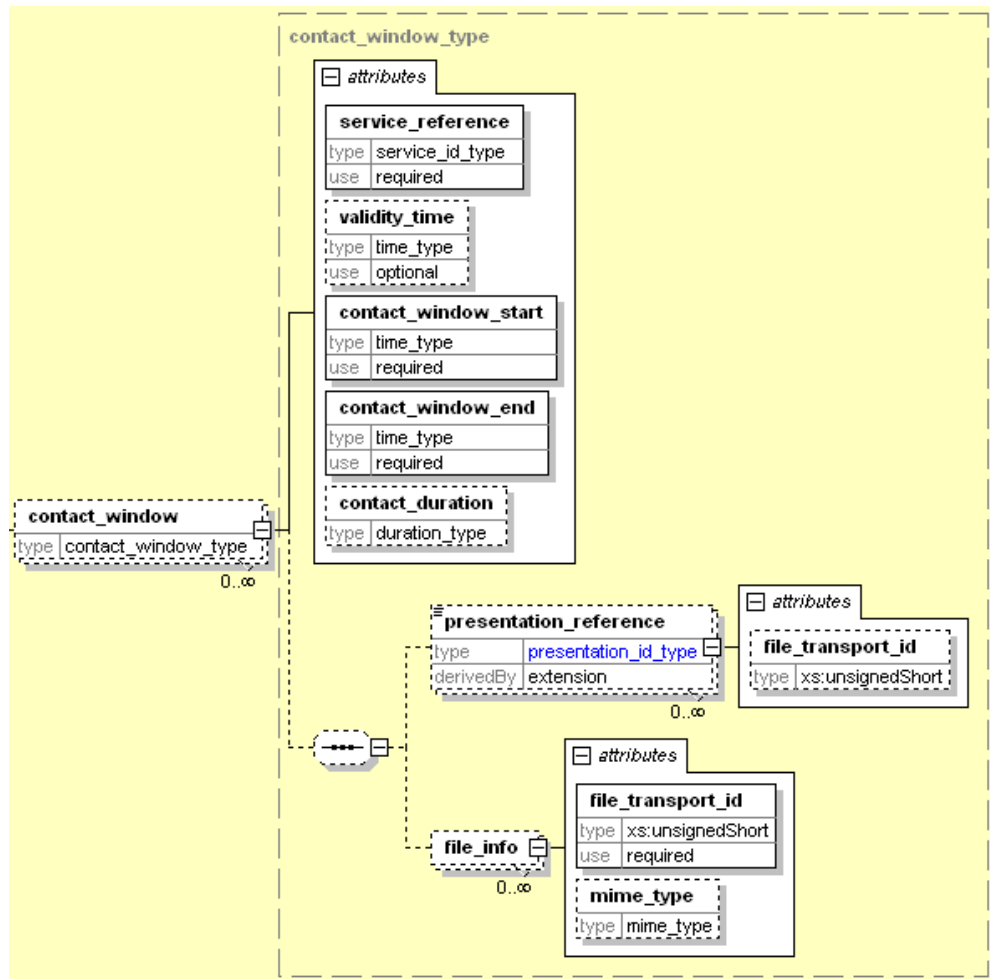 contact_window_type
attributes
service_reference
type service_id_type
use required
validity_time
type time_type
use optional
contact_window_start
type time_type
use required
contact_window_end
type time_type
use required
contact_duration
type duration_type
contact_window
type contact_window_type
0..∞
presentation_reference
type presentation_id_type
derivedBy extension
0..∞
attributes
file_transport_id
type xs:unsignedShort
file_info
0..∞
attributes
file_transport_id
type xs:unsignedShort
use required
mime_type
type mime_type